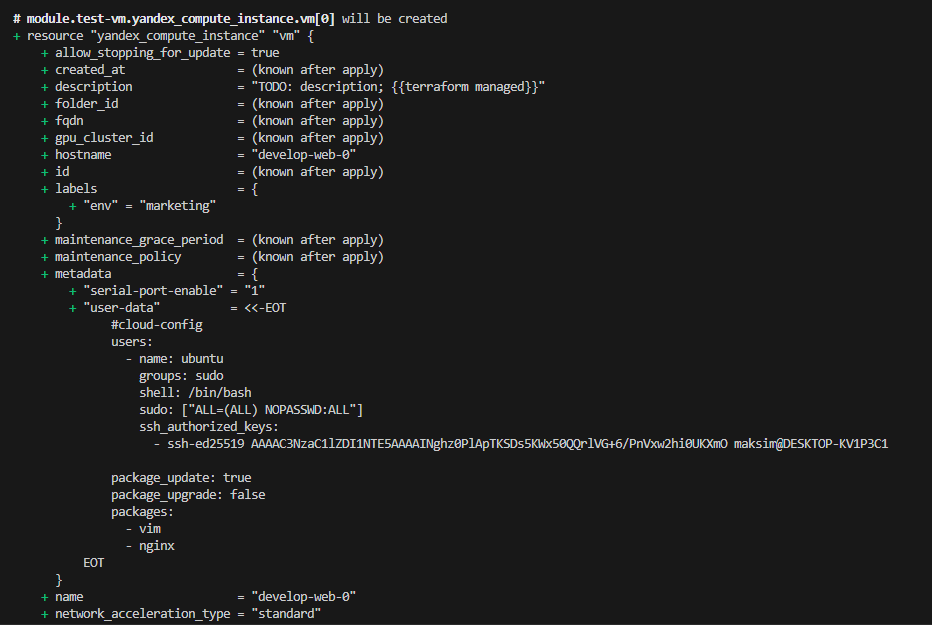 # module.test-vm.yandex_compute_instance.vm[0] will be created
+ resource "yandex_compute_instance" "vm" {
+ allow_stopping_for_update = true
+ created_at = (known after apply)
+ description = "TODO: description; {{terraform managed}}"
+ folder_id = (known after apply)
+ fqdn = (known after apply)
+ gpu_cluster_id = (known after apply)
+ hostname = "develop-web-0"
+ id = (known after apply)
+ labels = {
+ "env" = "marketing"
}
+ maintenance_grace_period = (known after apply)
+ maintenance_policy = (known after apply)
+ metadata = {
+ "serial-port-enable" = "1"
+ "user-data" = <<-EOT
#cloud-config
users:
- name: ubuntu
groups: sudo
shell: /bin/bash
sudo: ["ALL=(ALL) NOPASSWD:ALL"]
ssh_authorized_keys:
- ssh-ed25519 AAAAC3NzaC1lZDI1NTE5AAAAINghz0PlApTKSDs5KWx50QQrlVG+6/PnVxw2hi0UKXmO maksim@DESKTOP-KV1P3C1
package_update: true
package_upgrade: false
packages:
- vim
- nginx
EOT
}
+ name = "develop-web-0"
+ network_acceleration_type = "standard"